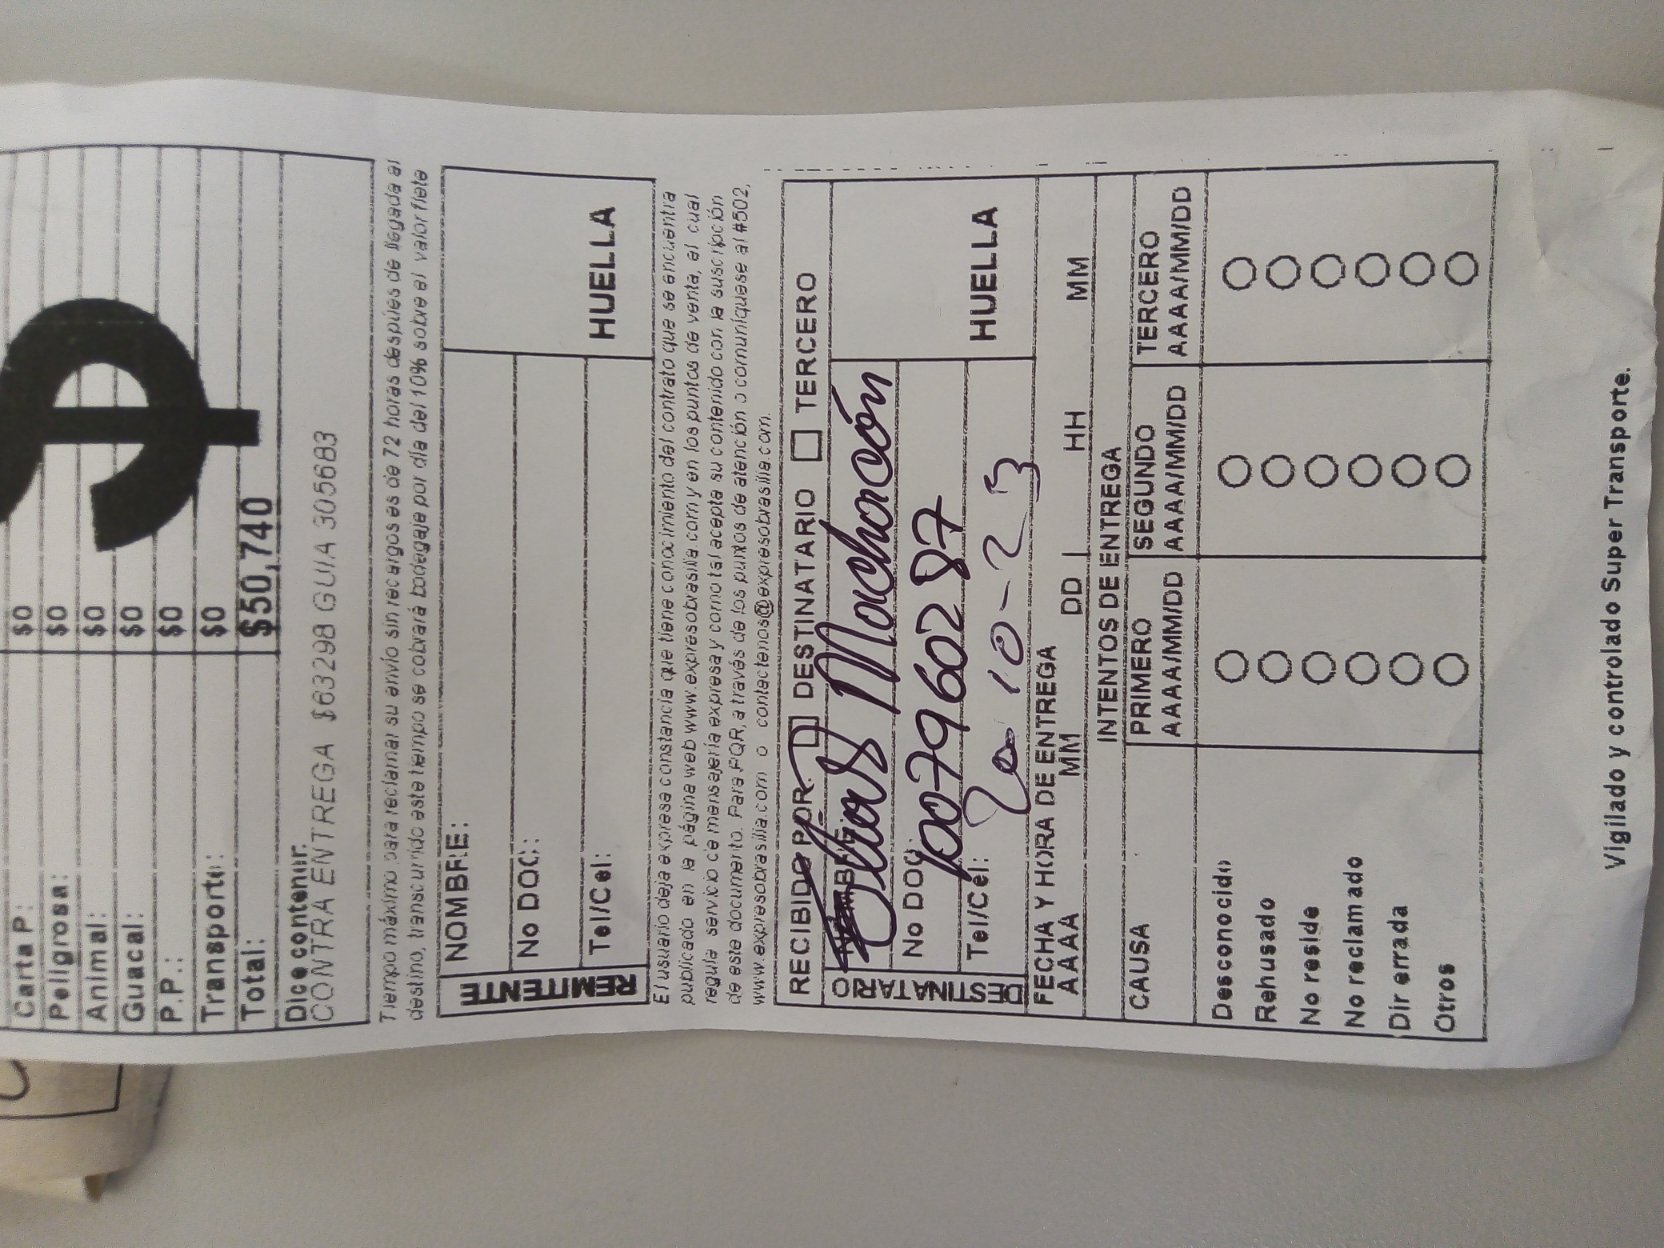 Carta P: $0
Peligrosa: $0
Animal: $0
Guacal: $0
P.P.: $0
Transporte: $0
Total: $50,740
Dice contener:
CONTRA ENTREGA $63298 GUIA 305683
Tiempo máximo para reclamar su envío sin recargos es de 72 horas después de llegada al
destino, transcurrido este tiempo se cobrará bodegaje por día del 10% sobre el valor flete
REMITENTE
NOMBRE:
No DOC:
Tel/Cel:
HUELLA
El usuario deja expresa constancia que tiene conocimiento del contrato que se encuentra
publicado en la página web www.expresobrasilia.com y en los puntos de venta, el cual
regula servicio de mensajería expresa y como tal acepta su contenido con la suscripción
de este documento. Para PQR, a través de los puntos de atención o comuníquese al #502,
www.expresobrasilia.com o contactenos@expresobrasilia.com.
RECIBIDO POR: DESTINATARIO TERCERO
DESTINATARIO
NOMBRE: Mochacón
No DOC: 1007960287
Tel/Cel: 10-23
HUELLA
FECHA Y HORA DE ENTREGA
AAAA MM DD HH MM
INTENTOS DE ENTREGA
CAUSA PRIMERO SEGUNDO TERCERO
AAAA/MM/DD AAAA/MM/DD AAAA/MM/DD
Desconocido
Rehusado
No reside
No reclamado
Dir errada
Otros
Vigilado y controlado Super Transporte.